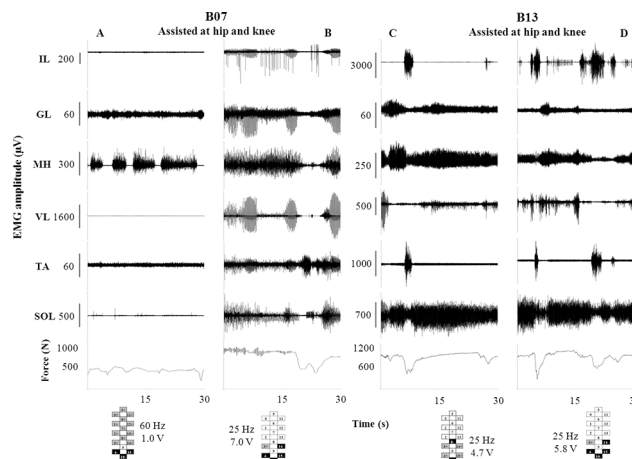 B07
B13
A
Assisted at hip and knee
B
C
Assisted at hip and knee
D
EMG amplitude (µV)
IL 200
GL 60
MH 300
VL 1600
TA 60
SOL 500
3000
60
250
500
1000
700
Force (N)
1000
500
1200
600
15
30
15
30
15
30
15
30
Time (s)
60 Hz
1.0 V
25 Hz
7.0 V
25 Hz
4.7 V
25 Hz
5.8 V